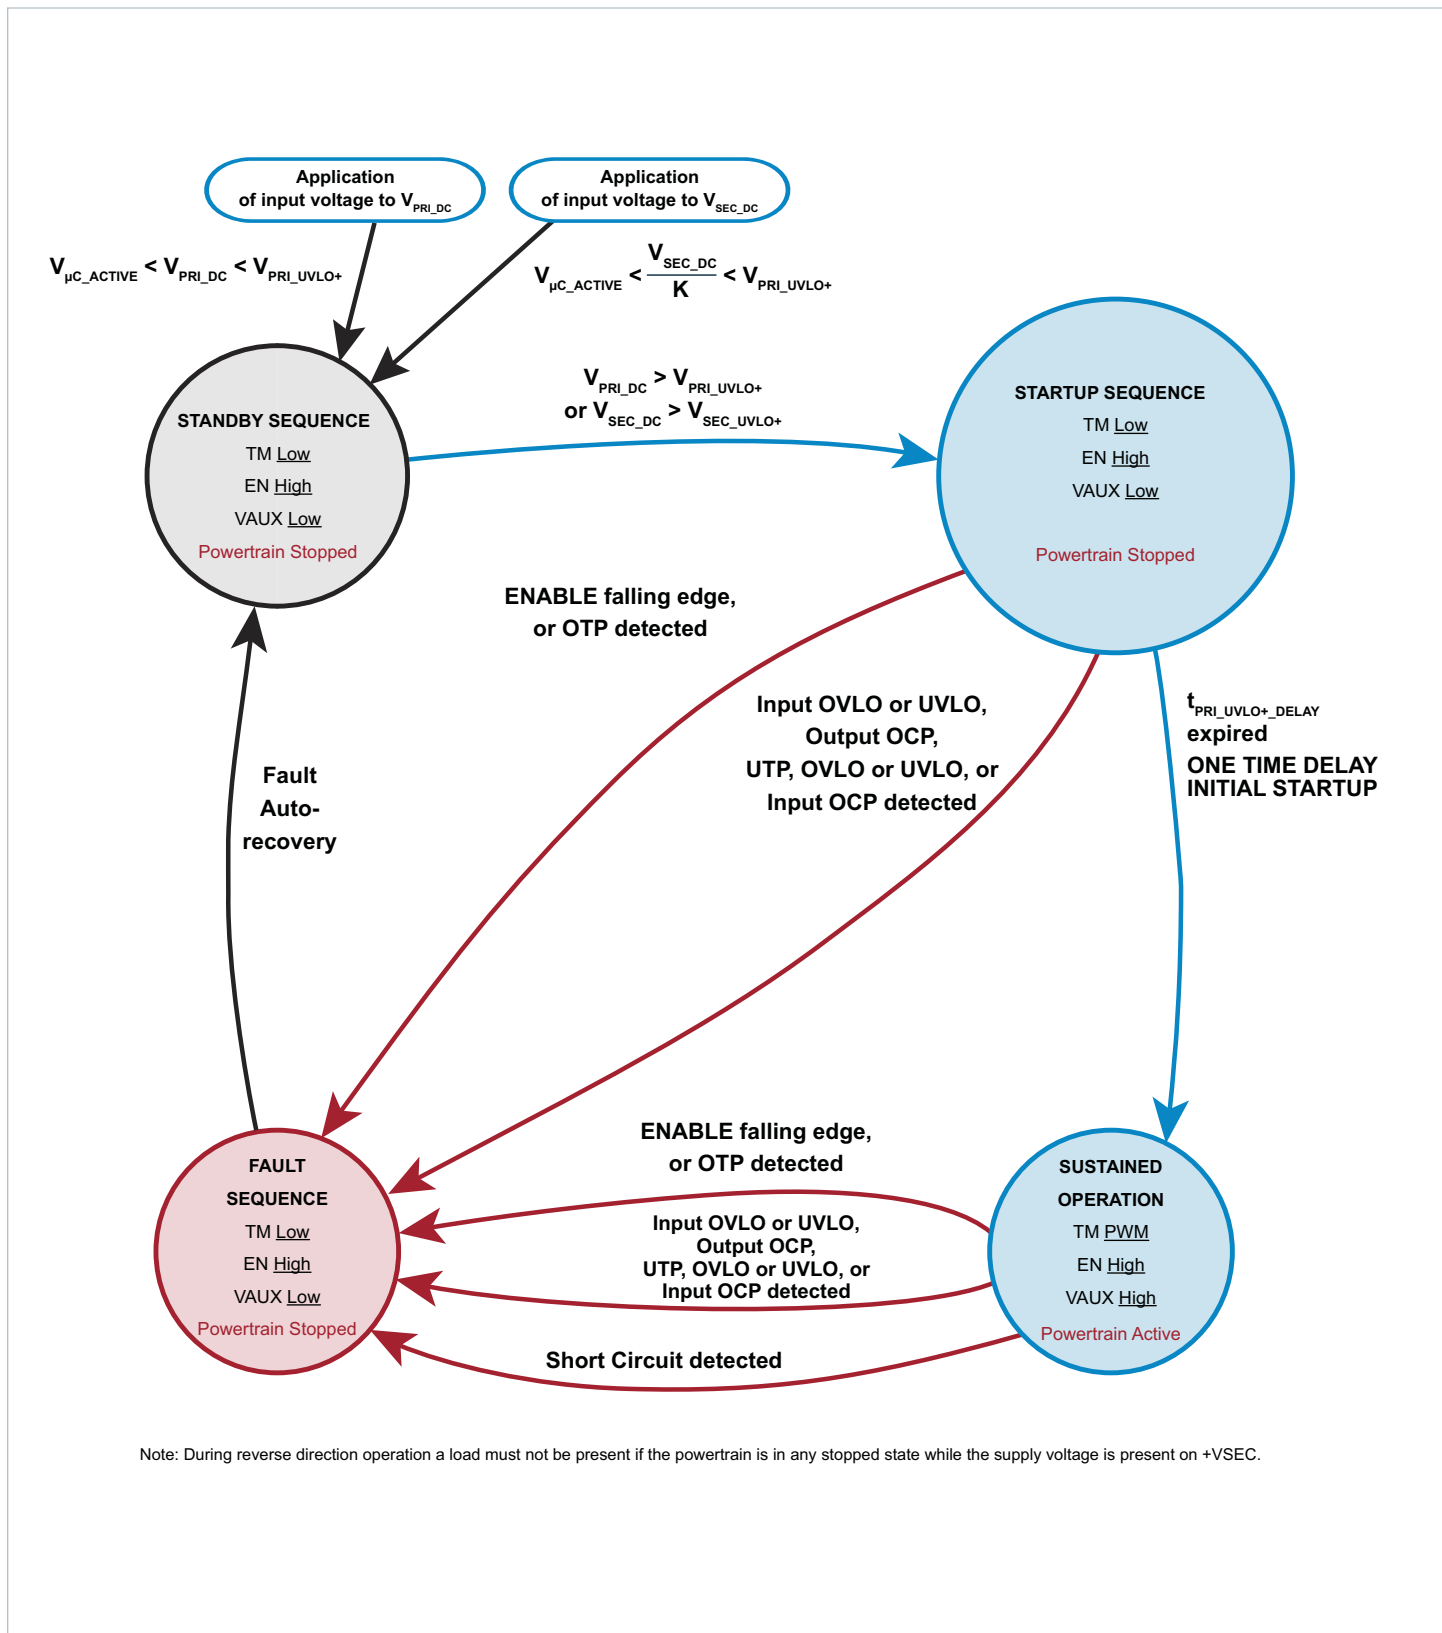 Application
of input voltage to VPRI_DC
Application
of input voltage to VSEC_DC
VµC_ACTIVE < VPRI_DC < VPRI_UVLO+
VµC_ACTIVE < VSEC_DC / K < VPRI_UVLO+
VPRI_DC > VPRI_UVLO+
or VSEC_DC > VSEC_UVLO+
STANDBY SEQUENCE
TM Low
EN High
VAUX Low
Powertrain Stopped
STARTUP SEQUENCE
TM Low
EN High
VAUX Low
Powertrain Stopped
ENABLE falling edge,
or OTP detected
Input OVLO or UVLO,
Output OCP,
UTP, OVLO or UVLO, or
Input OCP detected
tPRI_UVLO+_DELAY
expired
ONE TIME DELAY
INITIAL STARTUP
Fault
Auto-
recovery
ENABLE falling edge,
or OTP detected
FAULT
SEQUENCE
TM Low
EN High
VAUX Low
Powertrain Stopped
Input OVLO or UVLO,
Output OCP,
UTP, OVLO or UVLO, or
Input OCP detected
SUSTAINED
OPERATION
TM PWM
EN High
VAUX High
Powertrain Active
Short Circuit detected
Note: During reverse direction operation a load must not be present if the powertrain is in any stopped state while the supply voltage is present on +VSEC.